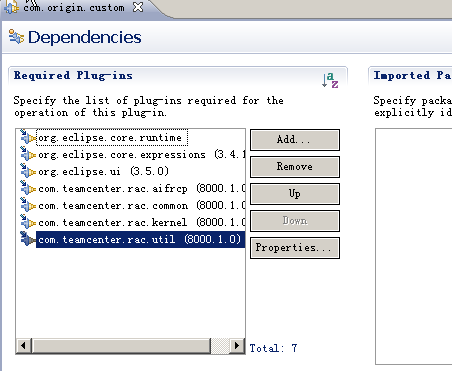 com.origin.custom
Dependencies
Required Plug-ins
Specify the list of plug-ins required for the
operation of this plug-in.
org.eclipse.core.runtime
org.eclipse.core.expressions (3.4.1
org.eclipse.ui (3.5.0)
com.teamcenter.rac.aifrcp (8000.1.0
com.teamcenter.rac.common (8000.1.0
com.teamcenter.rac.kernel (8000.1.0
com.teamcenter.rac.util (8000.1.0)
Add...
Remove
Up
Down
Properties...
Total: 7
Imported Pa
Specify packa
explicitly id